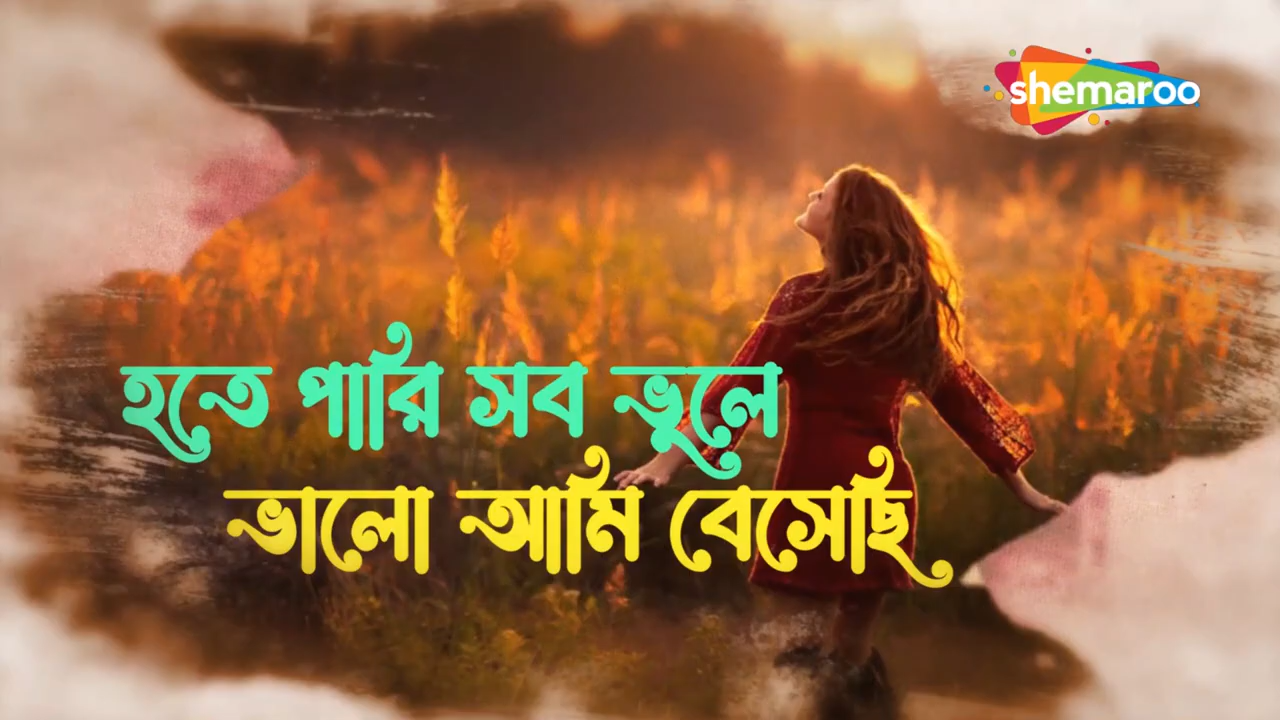 shemaroo
হতে পারি সব ভুলে
ভালো আমি বেসেছি